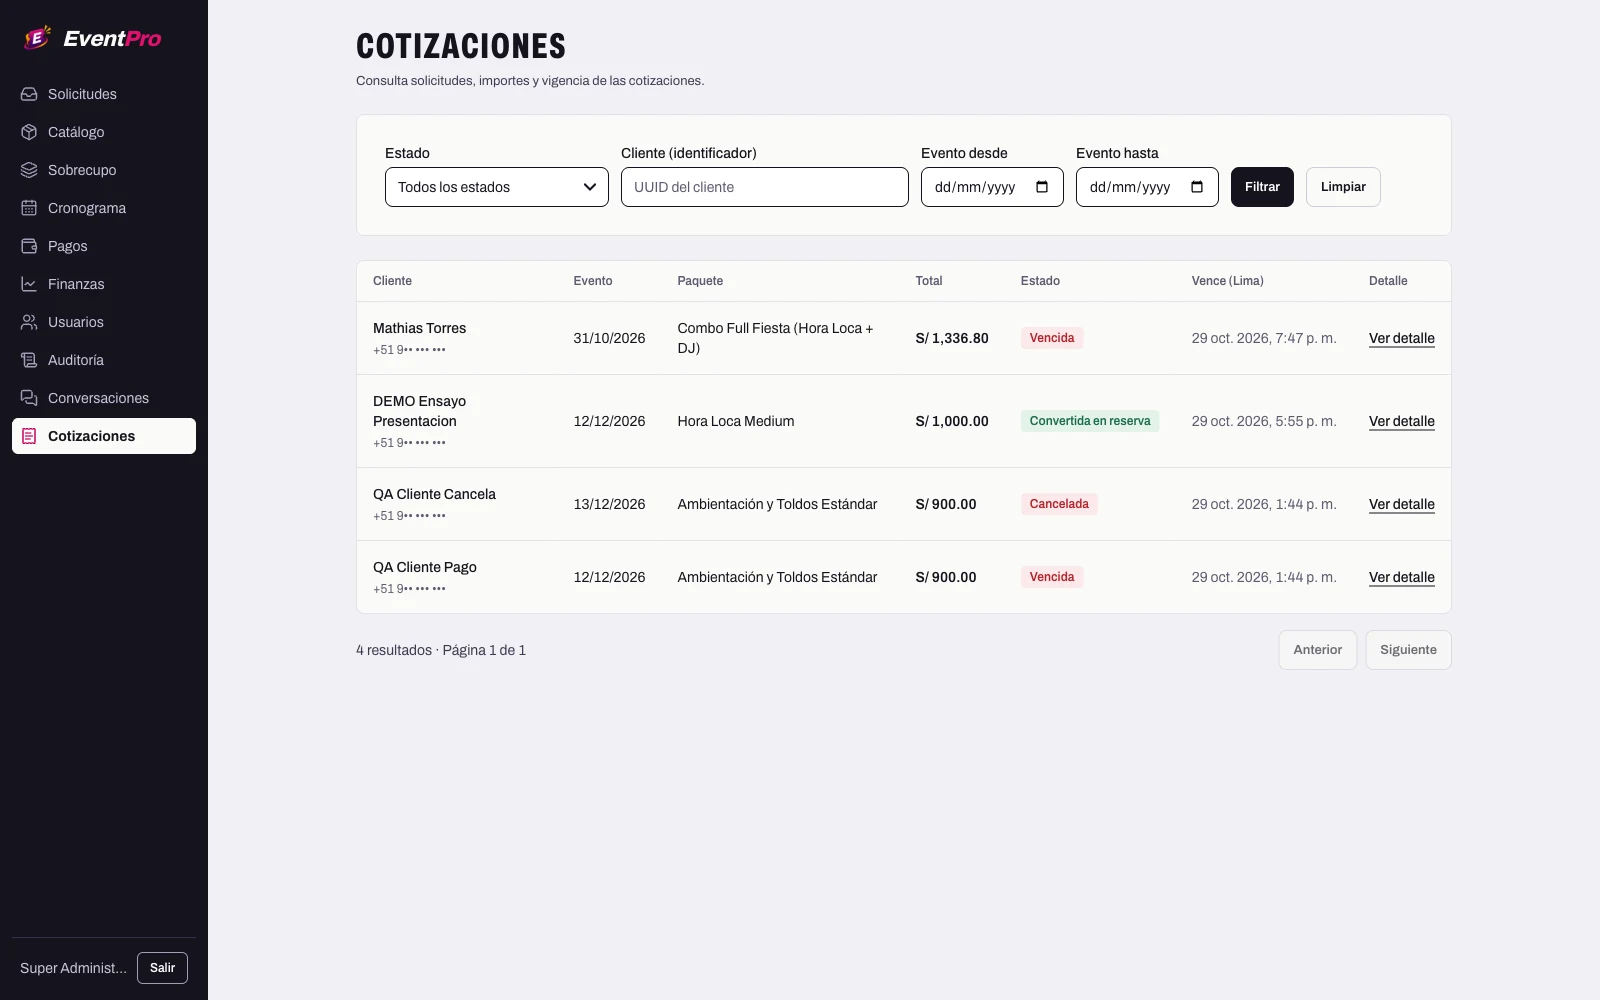 EventPro
Solicitudes
Catálogo
Sobrecupo
Cronograma
Pagos
Finanzas
Usuarios
Auditoría
Conversaciones
Cotizaciones
Super Administ...
Salir
COTIZACIONES
Consulta solicitudes, importes y vigencia de las cotizaciones.
Estado
Cliente (identificador)
Evento desde
Evento hasta
Todos los estados
UUID del cliente
dd/mm/yyyy
dd/mm/yyyy
Filtrar
Limpiar
Cliente Evento Paquete Total Estado Vence (Lima) Detalle
Mathias Torres
+51 9•• ••• •••
31/10/2026
Combo Full Fiesta (Hora Loca +
DJ)
S/ 1,336.80
Vencida
29 oct. 2026, 7:47 p. m.
Ver detalle
DEMO Ensayo
Presentacion
+51 9•• ••• •••
12/12/2026
Hora Loca Medium
S/ 1,000.00
Convertida en reserva
29 oct. 2026, 5:55 p. m.
Ver detalle
QA Cliente Cancela
+51 9•• ••• •••
13/12/2026
Ambientación y Toldos Estándar
S/ 900.00
Cancelada
29 oct. 2026, 1:44 p. m.
Ver detalle
QA Cliente Pago
+51 9•• ••• •••
12/12/2026
Ambientación y Toldos Estándar
S/ 900.00
Vencida
29 oct. 2026, 1:44 p. m.
Ver detalle
4 resultados · Página 1 de 1
Anterior
Siguiente